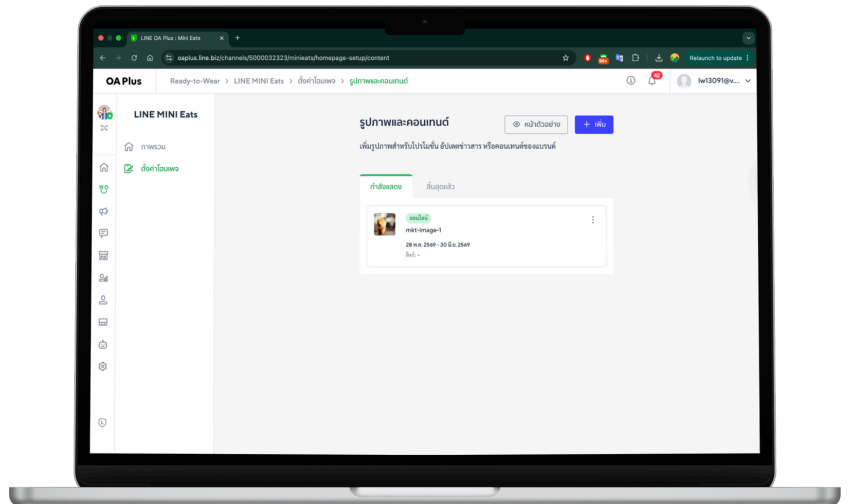 LINE OA Plus : Mini Eats
oaplus.line.biz/channels/5000032323/minieats/homepage-setup/content
Relaunch to update
OA Plus
Ready-to-Wear > LINE MINI Eats > ตั้งค่าโฮมเพจ > รูปภาพและคอนเทนต์
42
lw13091@v...
LINE MINI Eats
ภาพรวม
ตั้งค่าโฮมเพจ
รูปภาพและคอนเทนต์
หน้าตัวอย่าง
+ เพิ่ม
เพิ่มรูปภาพสำหรับโปรโมชั่น อัปเดตข่าวสาร หรือคอนเทนต์ของแบรนด์
กำลังแสดง
สิ้นสุดแล้ว
ออนไลน์
mkt-image-1
28 พ.ค. 2569 - 30 มิ.ย. 2569
ลิงก์: -